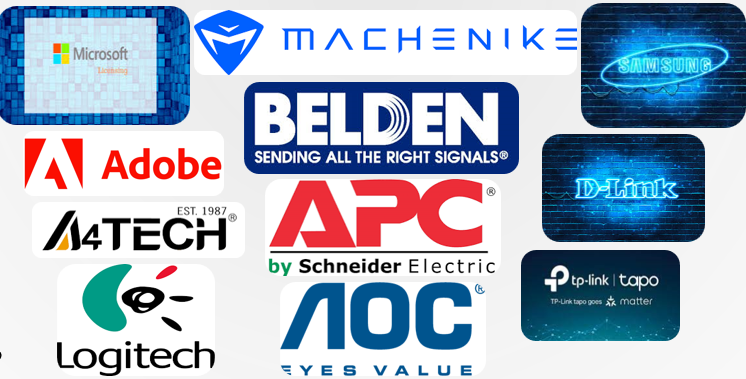 Microsoft
Licensing
MACHENIKE
SAMSUNG
BELDEN
SENDING ALL THE RIGHT SIGNALS®
Adobe
D-Link
EST. 1987
A4TECH®
APC®
by Schneider Electric
tp-link | tapo
TP-Link tapo goes matter
Logitech
AOC®
EYES VALUE